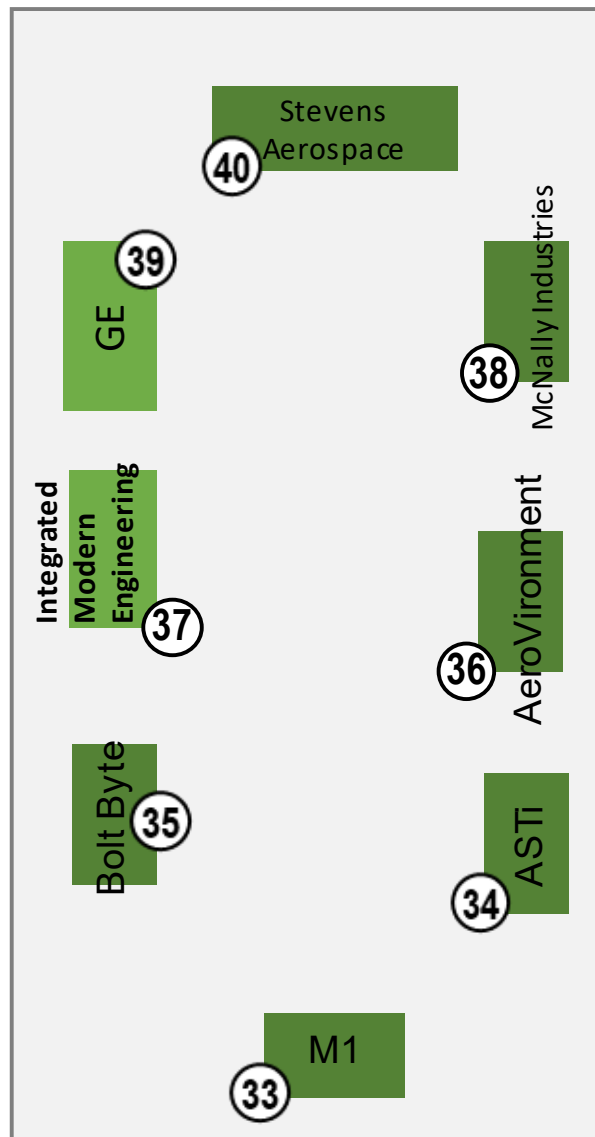 Stevens
Aerospace
40
39
GE
McNally Industries
38
Integrated
Modern
Engineering
37
AeroVironment
36
Bolt Byte
35
ASTi
34
M1
33